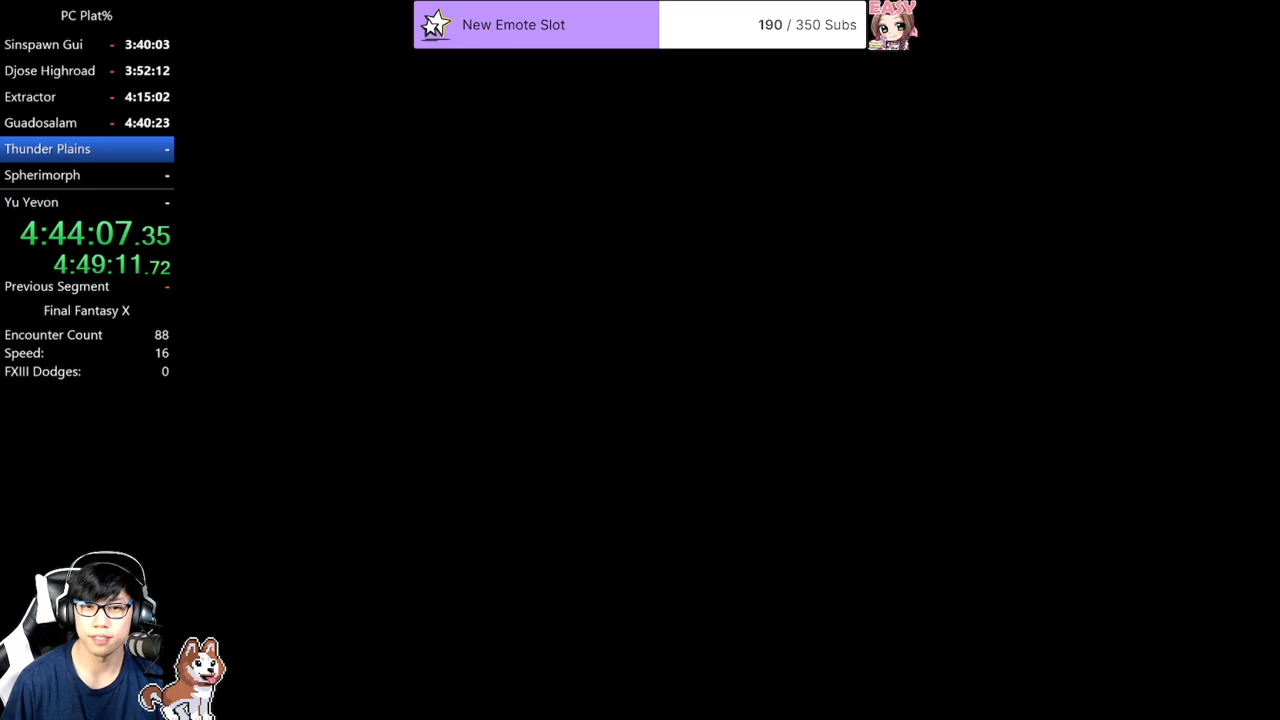 PC Plat%
Sinspawn Gui - 3:40:03
Djose Highroad - 3:52:12
Extractor - 4:15:02
Guadosalam - 4:40:23
Thunder Plains -
Spherimorph -
Yu Yevon -
4:44:07.35
4:49:11.72
Previous Segment -
Final Fantasy X
Encounter Count 88
Speed: 16
FXIII Dodges: 0
New Emote Slot 190 / 350 Subs
EASY